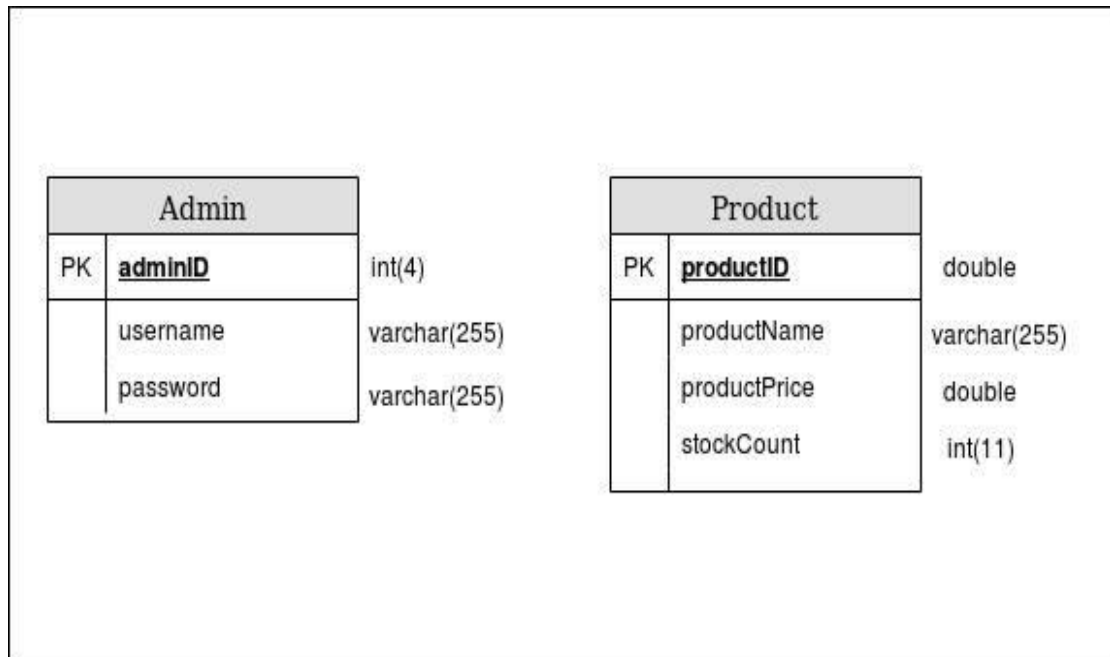 Admin
PK adminID int(4)
username varchar(255)
password varchar(255)
Product
PK productID double
productName varchar(255)
productPrice double
stockCount int(11)